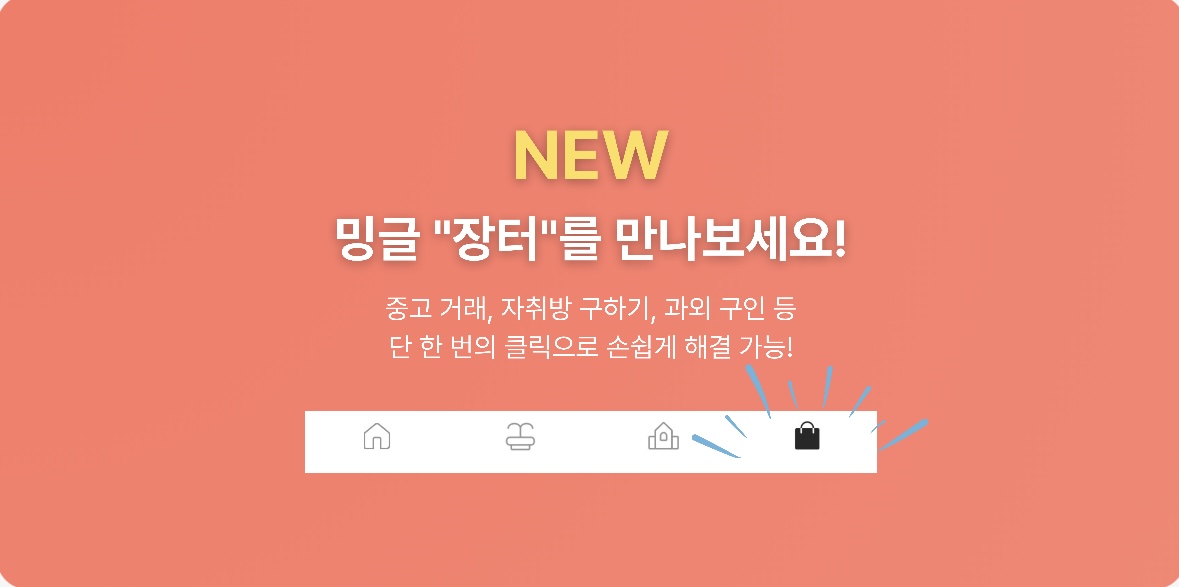 NEW
밍글 "장터"를 만나보세요!
중고 거래, 자취방 구하기, 과외 구인 등
단 한 번의 클릭으로 손쉽게 해결 가능!